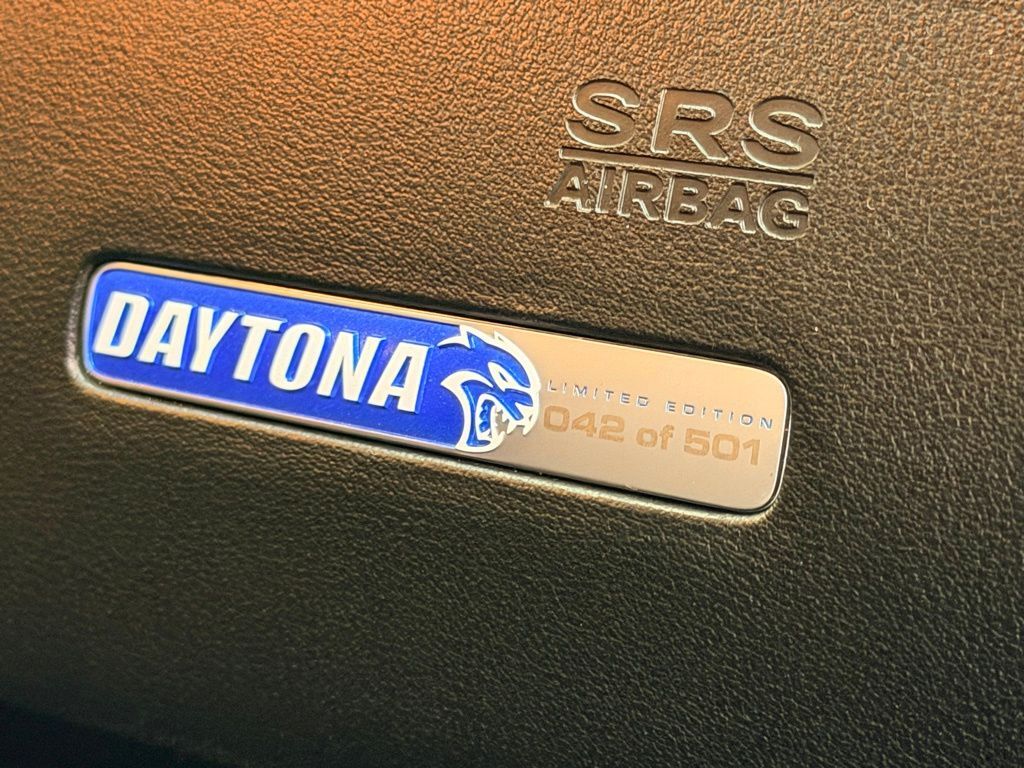 SRS
AIRBAG
DAYTONA
LIMITED EDITION
042 of 501